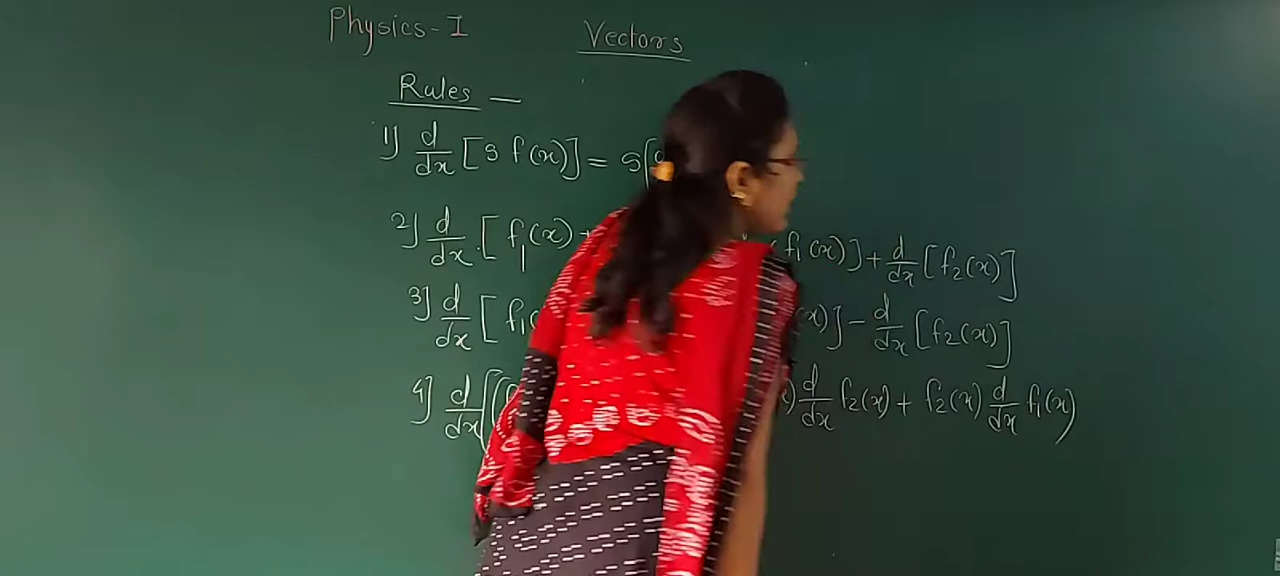 Physics-I
Vectors
Rules —
1) d/dx [s f(x)] = s[
2) d/dx [f₁(x) + f₁(x)] + d/dx [f₂(x)]
3) d/dx [f₁( (x)] - d/dx [f₂(x)]
4) d/dx [( ) d/dx f₂(x) + f₂(x) d/dx f₁(x)